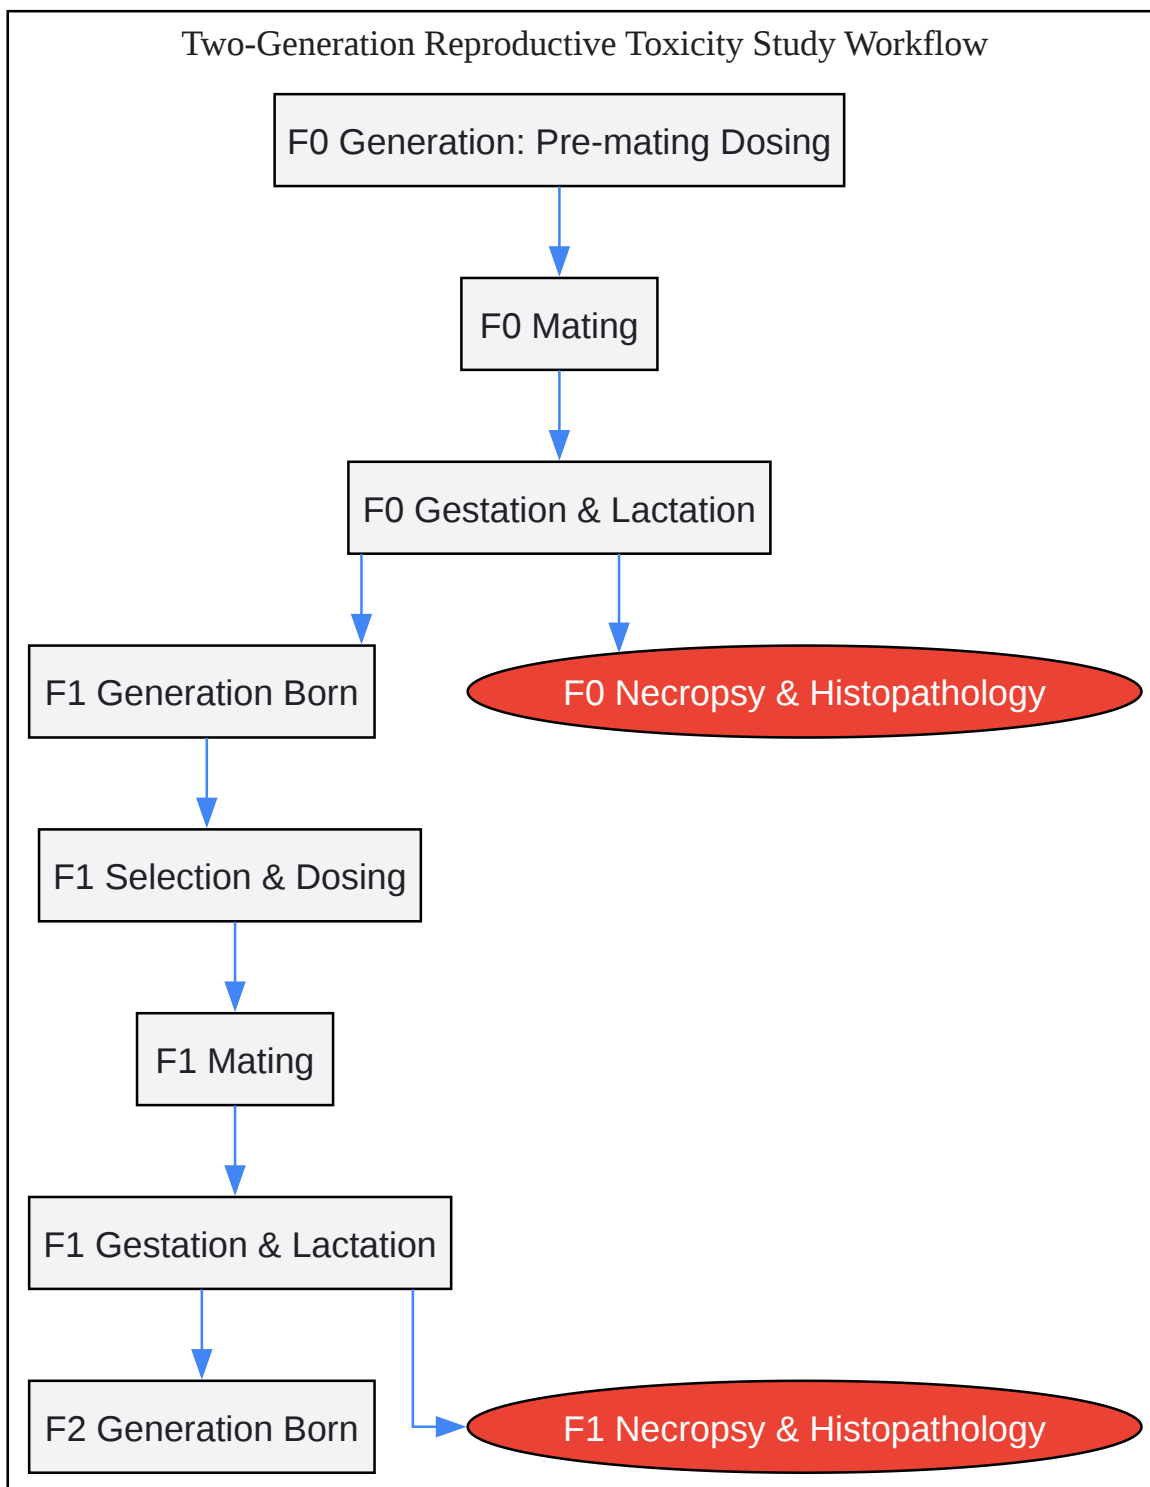 Two-Generation Reproductive Toxicity Study Workflow
F0 Generation: Pre-mating Dosing
F0 Mating
F0 Gestation & Lactation
F1 Generation Born
F0 Necropsy & Histopathology
F1 Selection & Dosing
F1 Mating
F1 Gestation & Lactation
F2 Generation Born
F1 Necropsy & Histopathology